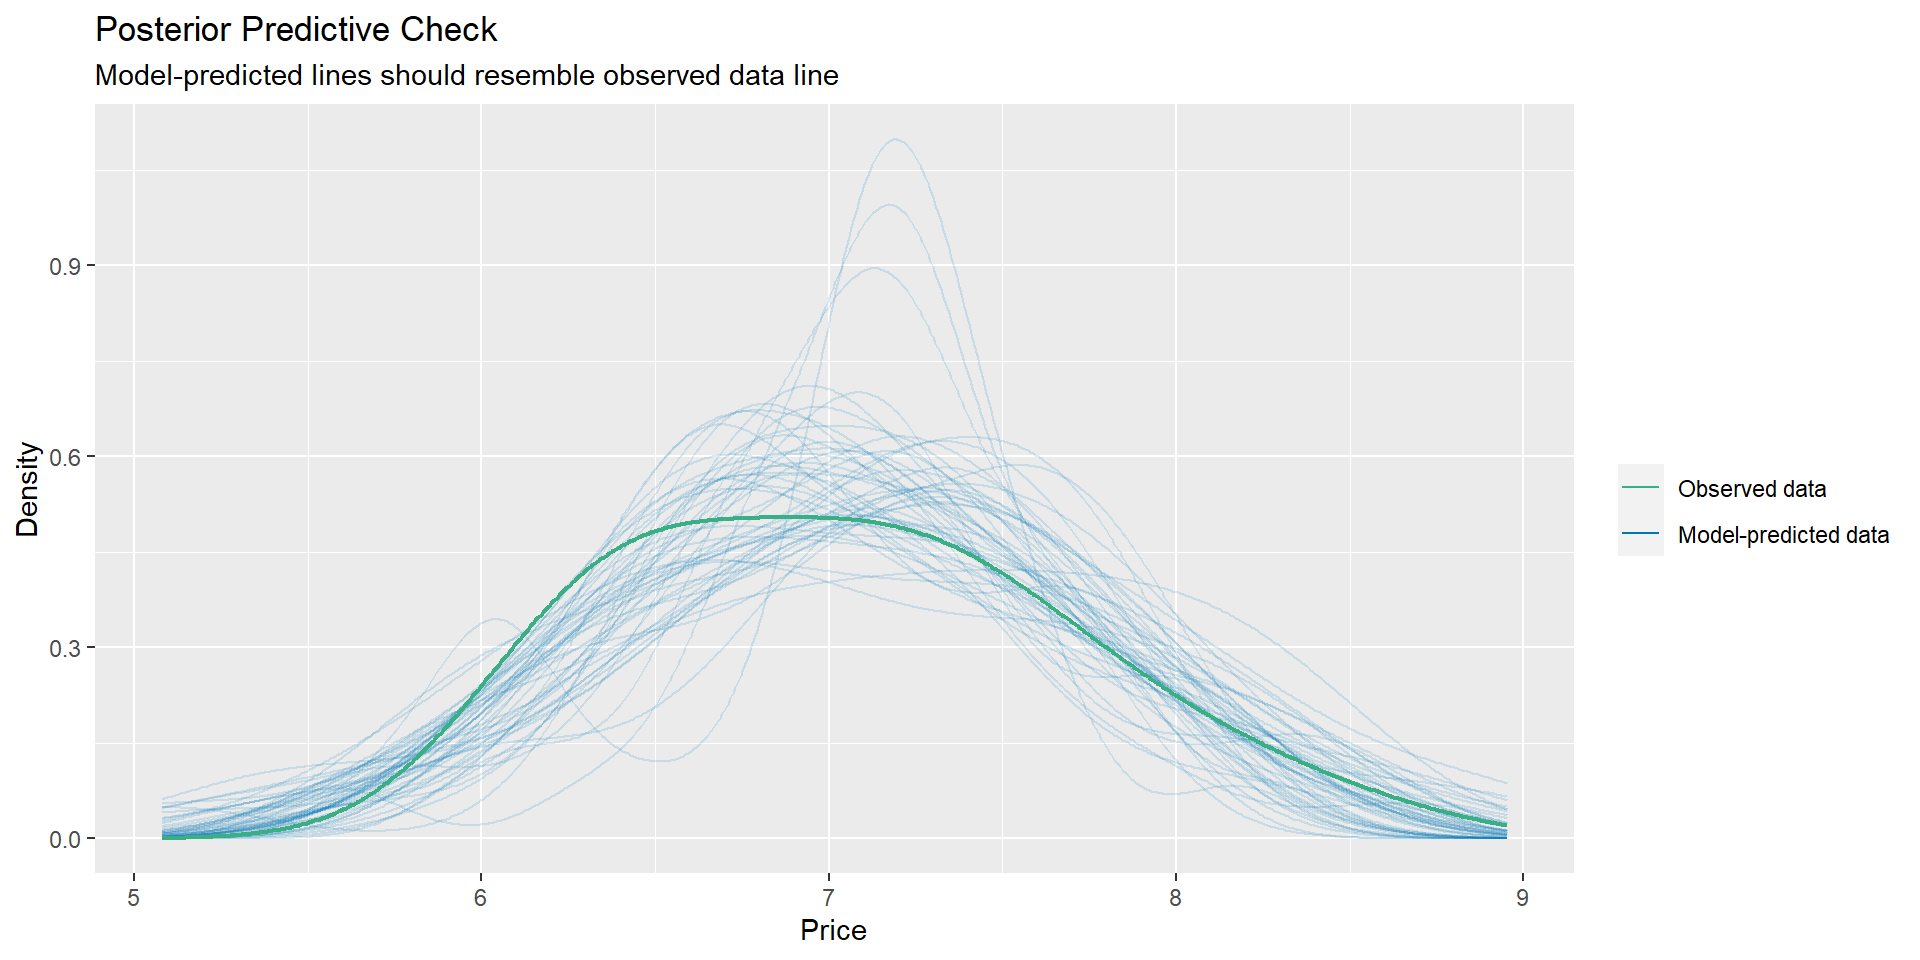 Posterior Predictive Check
Model-predicted lines should resemble observed data line
Density
0.9
0.6
0.3
0.0
5 6 7 8 9
Price
Observed data
Model-predicted data